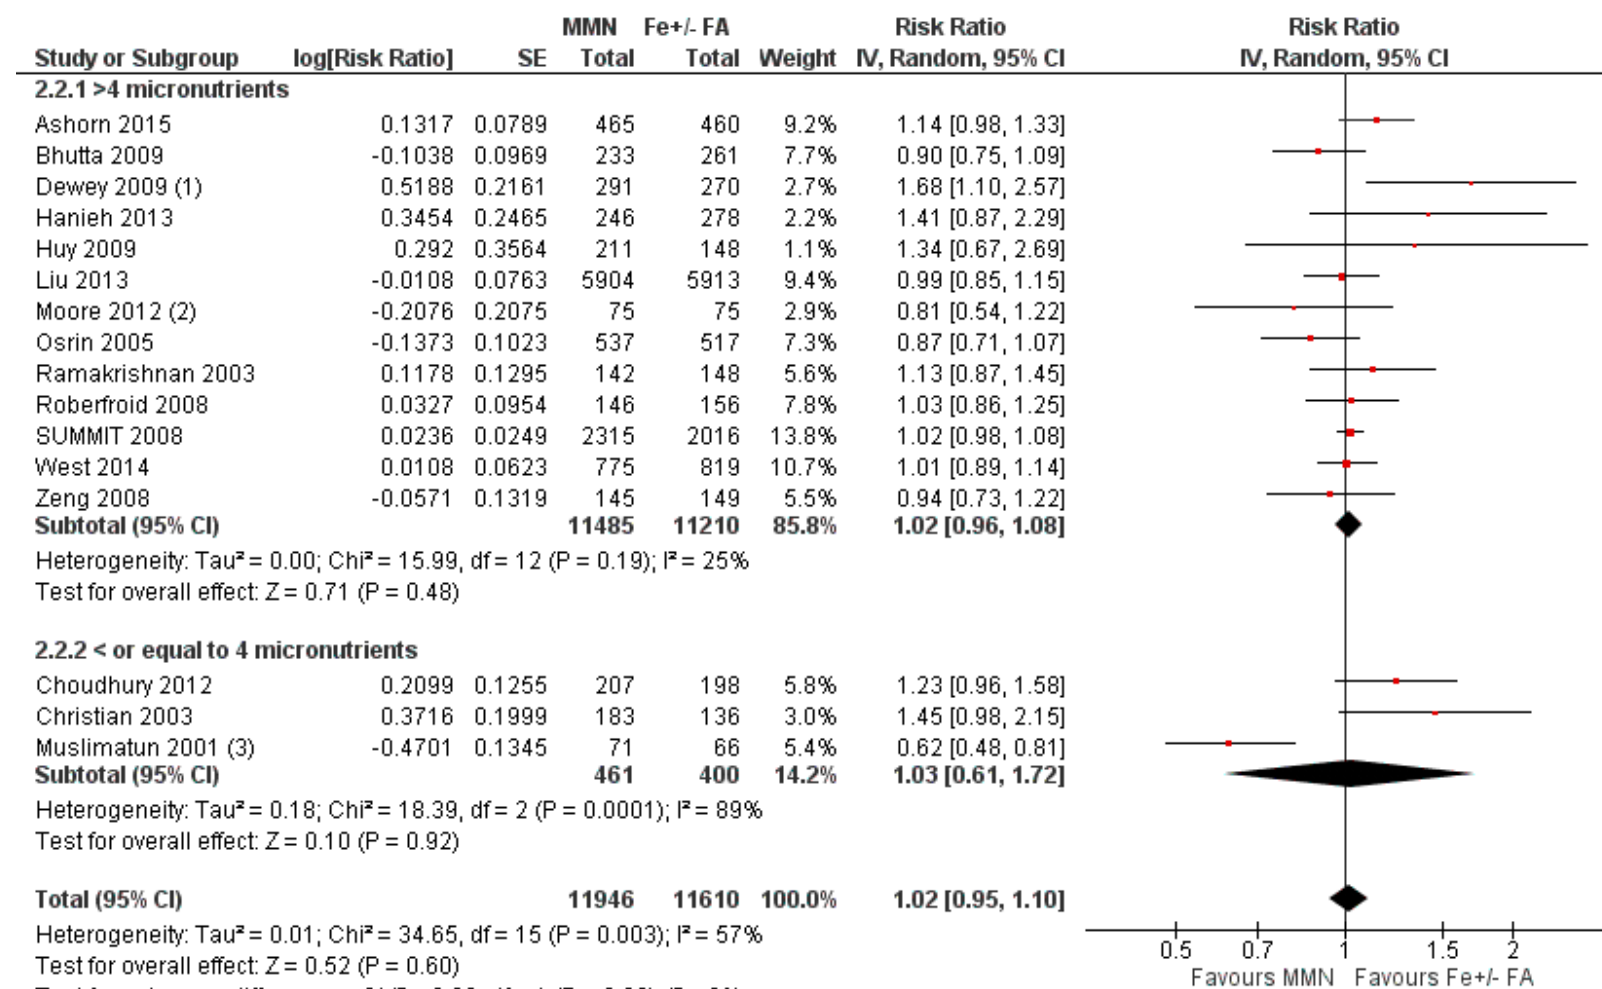 MMN Fe+/- FA Risk Ratio Risk Ratio
Study or Subgroup log[Risk Ratio] SE Total Total Weight IV, Random, 95% CI IV, Random, 95% CI
2.2.1 >4 micronutrients
Ashorn 2015 0.1317 0.0789 465 460 9.2% 1.14 [0.98, 1.33]
Bhutta 2009 -0.1038 0.0969 233 261 7.7% 0.90 [0.75, 1.09]
Dewey 2009 (1) 0.5188 0.2161 291 270 2.7% 1.68 [1.10, 2.57]
Hanieh 2013 0.3454 0.2465 246 278 2.2% 1.41 [0.87, 2.29]
Huy 2009 0.292 0.3564 211 148 1.1% 1.34 [0.67, 2.69]
Liu 2013 -0.0108 0.0763 5904 5913 9.4% 0.99 [0.85, 1.15]
Moore 2012 (2) -0.2076 0.2075 75 75 2.9% 0.81 [0.54, 1.22]
Osrin 2005 -0.1373 0.1023 537 517 7.3% 0.87 [0.71, 1.07]
Ramakrishnan 2003 0.1178 0.1295 142 148 5.6% 1.13 [0.87, 1.45]
Roberfroid 2008 0.0327 0.0954 146 156 7.8% 1.03 [0.86, 1.25]
SUMMIT 2008 0.0236 0.0249 2315 2016 13.8% 1.02 [0.98, 1.08]
West 2014 0.0108 0.0623 775 819 10.7% 1.01 [0.89, 1.14]
Zeng 2008 -0.0571 0.1319 145 149 5.5% 0.94 [0.73, 1.22]
Subtotal (95% CI) 11485 11210 85.8% 1.02 [0.96, 1.08]
Heterogeneity: Tau² = 0.00; Chi² = 15.99, df = 12 (P = 0.19); I² = 25%
Test for overall effect: Z = 0.71 (P = 0.48)
2.2.2 < or equal to 4 micronutrients
Choudhury 2012 0.2099 0.1255 207 198 5.8% 1.23 [0.96, 1.58]
Christian 2003 0.3716 0.1999 183 136 3.0% 1.45 [0.98, 2.15]
Muslimatun 2001 (3) -0.4701 0.1345 71 66 5.4% 0.62 [0.48, 0.81]
Subtotal (95% CI) 461 400 14.2% 1.03 [0.61, 1.72]
Heterogeneity: Tau² = 0.18; Chi² = 18.39, df = 2 (P = 0.0001); I² = 89%
Test for overall effect: Z = 0.10 (P = 0.92)
Total (95% CI) 11946 11610 100.0% 1.02 [0.95, 1.10]
Heterogeneity: Tau² = 0.01; Chi² = 34.65, df = 15 (P = 0.003); I² = 57%
Test for overall effect: Z = 0.52 (P = 0.60)
0.5 0.7 1 1.5 2
Favours MMN Favours Fe+/- FA